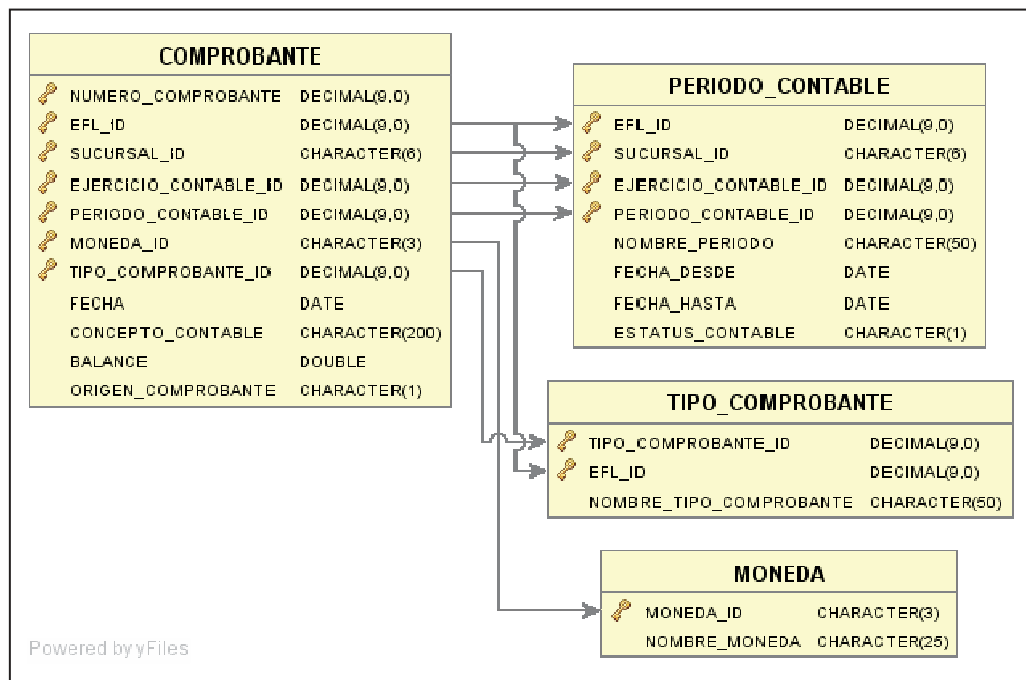 COMPROBANTE
NUMERO_COMPROBANTE DECIMAL(9,0)
EFL_ID DECIMAL(9,0)
SUCURSAL_ID CHARACTER(6)
EJERCICIO_CONTABLE_ID DECIMAL(9,0)
PERIODO_CONTABLE_ID DECIMAL(9,0)
MONEDA_ID CHARACTER(3)
TIPO_COMPROBANTE_ID DECIMAL(9,0)
FECHA DATE
CONCEPTO_CONTABLE CHARACTER(200)
BALANCE DOUBLE
ORIGEN_COMPROBANTE CHARACTER(1)
PERIODO_CONTABLE
EFL_ID DECIMAL(9,0)
SUCURSAL_ID CHARACTER(6)
EJERCICIO_CONTABLE_ID DECIMAL(9,0)
PERIODO_CONTABLE_ID DECIMAL(9,0)
NOMBRE_PERIODO CHARACTER(50)
FECHA_DESDE DATE
FECHA_HASTA DATE
ESTATUS_CONTABLE CHARACTER(1)
TIPO_COMPROBANTE
TIPO_COMPROBANTE_ID DECIMAL(9,0)
EFL_ID DECIMAL(9,0)
NOMBRE_TIPO_COMPROBANTE CHARACTER(50)
MONEDA
MONEDA_ID CHARACTER(3)
NOMBRE_MONEDA CHARACTER(25)
Powered by yFiles